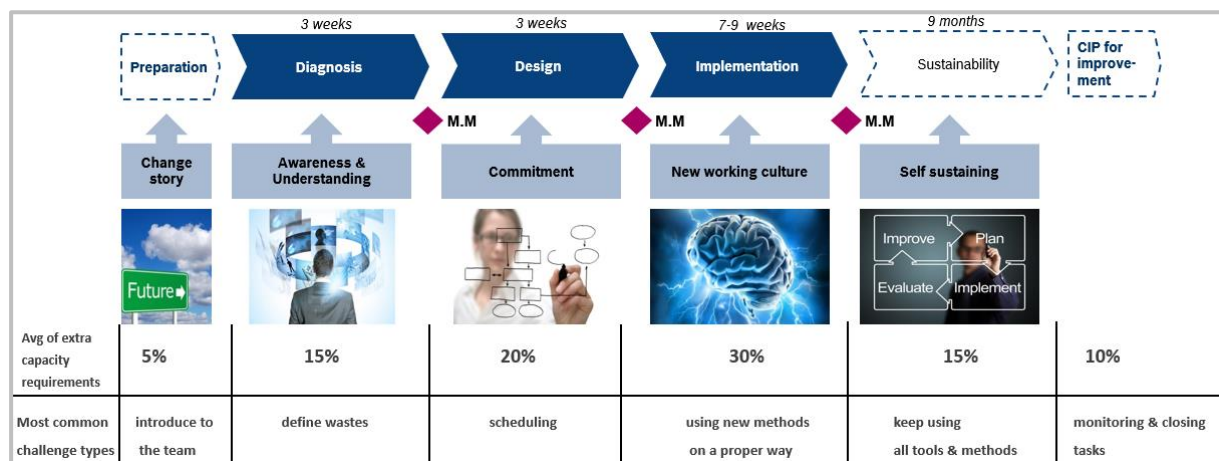 3 weeks
3 weeks
7-9 weeks
9 months
Preparation
Diagnosis
Design
Implementation
Sustainability
CIP for
improve-
ment
M.M
M.M
M.M
Change
story
Awareness &
Understanding
Commitment
New working culture
Self sustaining
Future
Improve
Plan
Evaluate
Implement
Avg of extra
capacity
requirements
5%
15%
20%
30%
15%
10%
Most common
challenge types
introduce to
the team
define wastes
scheduling
using new methods
on a proper way
keep using
all tools & methods
monitoring & closing
tasks